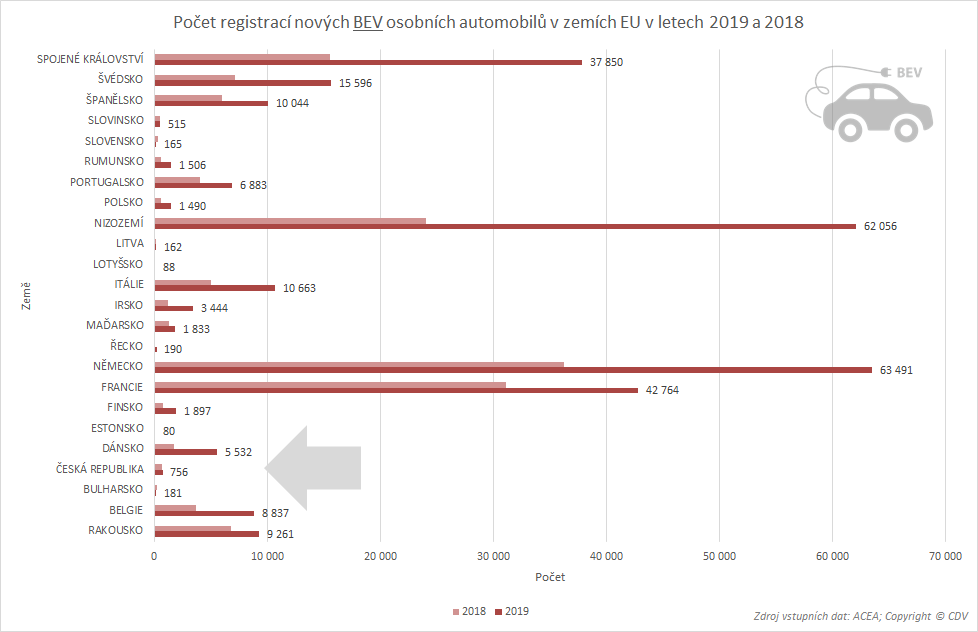 Počet registrací nových BEV osobních automobilů v zemích EU v letech 2019 a 2018
BEV
Země
SPOJENÉ KRÁLOVSTVÍ 37 850
ŠVÉDSKO 15 596
ŠPANĚLSKO 10 044
SLOVINSKO 515
SLOVENSKO 165
RUMUNSKO 1 506
PORTUGALSKO 6 883
POLSKO 1 490
NIZOZEMÍ 62 056
LITVA 162
LOTYŠSKO 88
ITÁLIE 10 663
IRSKO 3 444
MAĎARSKO 1 833
ŘECKO 190
NĚMECKO 63 491
FRANCIE 42 764
FINSKO 1 897
ESTONSKO 80
DÁNSKO 5 532
ČESKÁ REPUBLIKA 756
BULHARSKO 181
BELGIE 8 837
RAKOUSKO 9 261
0 10 000 20 000 30 000 40 000 50 000 60 000 70 000
Počet
2018 2019
Zdroj vstupních dat: ACEA; Copyright © CDV